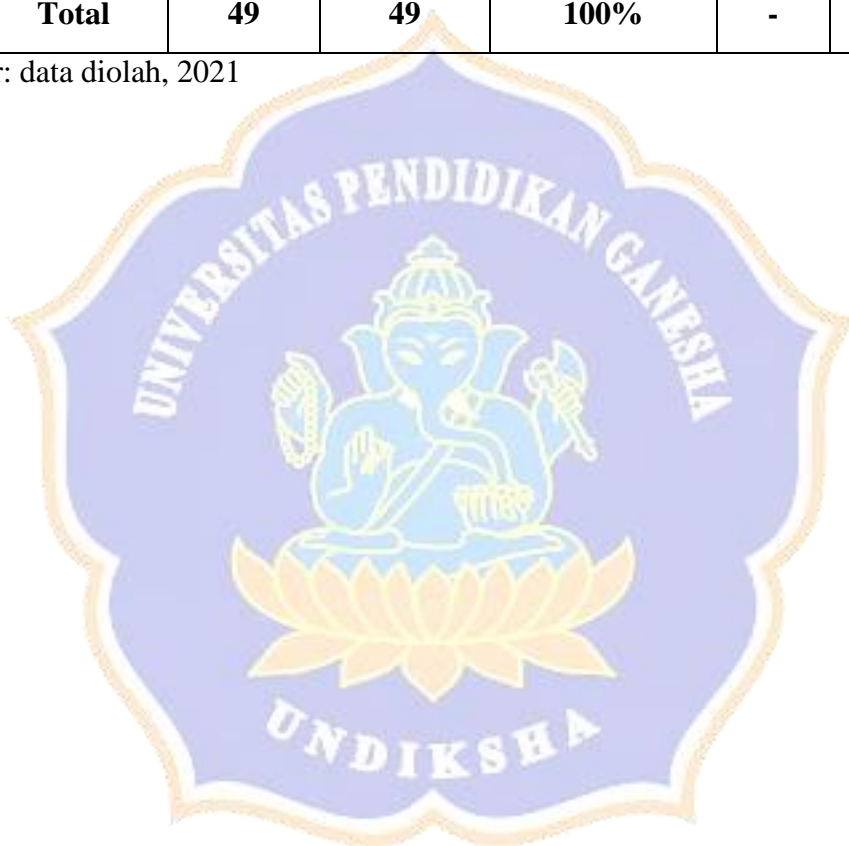 Total 49 49 100% -
: data diolah, 2021
UNIVERSITAS PENDIDIKAN GANESHA
UNDIKSHA